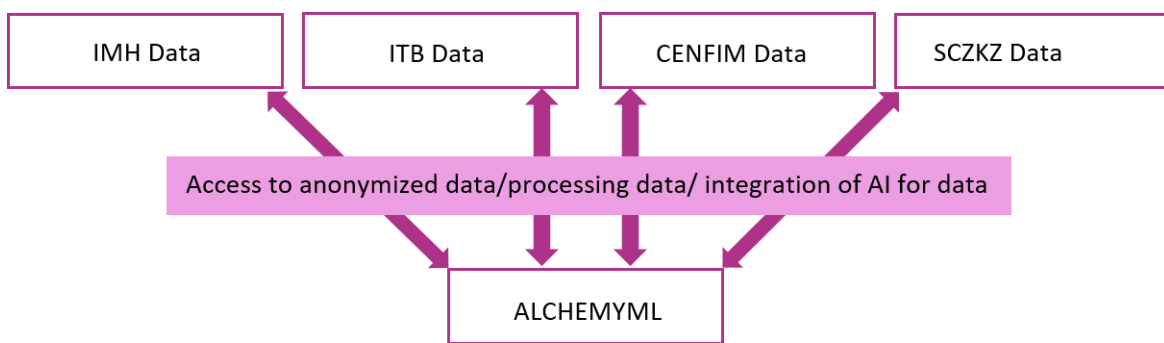 IMH Data
ITB Data
CENFIM Data
SCZKZ Data
Access to anonymized data/processing data/ integration of AI for data
ALCHEMYML